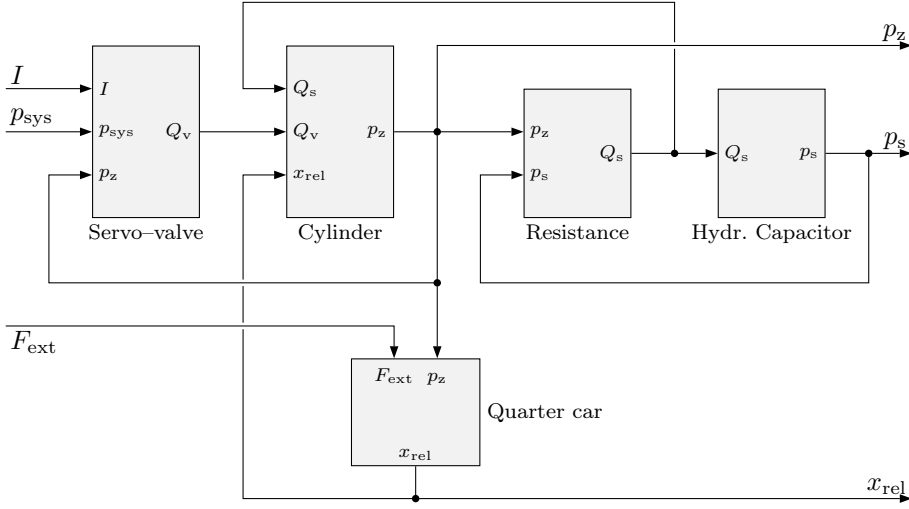 p_z
I
I
Q_s
p_sys
p_sys
Q_v
Q_v
p_z
p_z
Q_s
Q_s
p_s
p_s
p_z
x_rel
p_s
Servo–valve
Cylinder
Resistance
Hydr. Capacitor
F_ext
F_ext
p_z
Quarter car
x_rel
x_rel